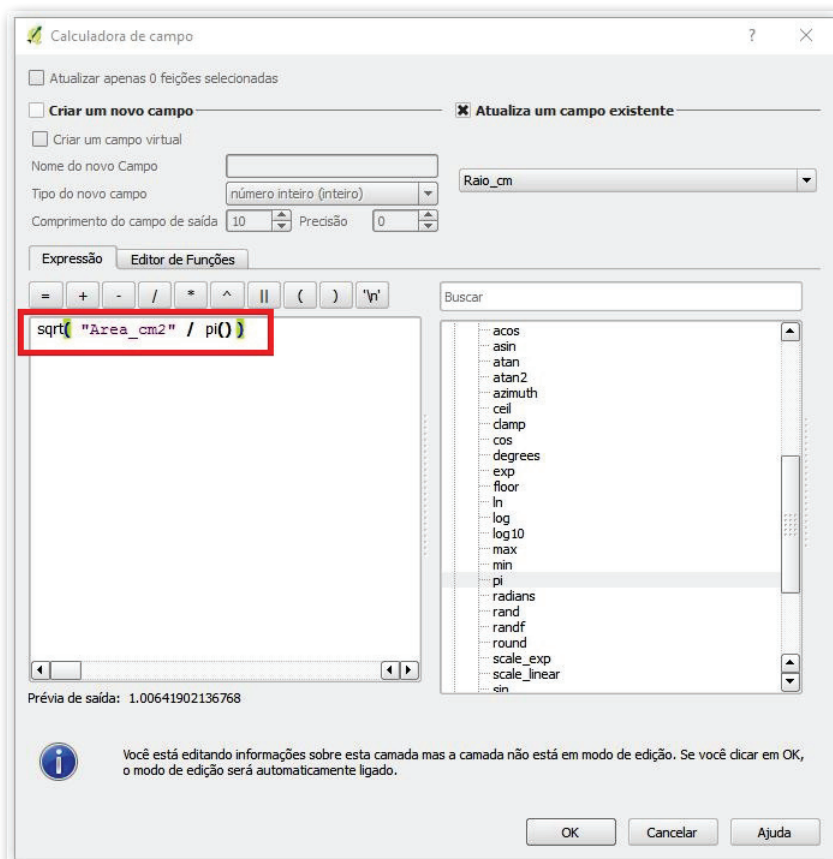 Calculadora de campo
?
Atualizar apenas 0 feições selecionadas
Criar um novo campo
Atualiza um campo existente
Criar um campo virtual
Nome do novo Campo
Raio_cm
Tipo do novo campo
número inteiro (inteiro)
Comprimento do campo de saída
10
Precisão
0
Expressão
Editor de Funções
= + - / * ^ || ( ) '\n'
Buscar
sqrt( "Area_cm2" / pi() )
acos
asin
atan
atan2
azimuth
ceil
clamp
cos
degrees
exp
floor
ln
log
log10
max
min
pi
radians
rand
randf
round
scale_exp
scale_linear
sin
Prévia de saída: 1.00641902136768
Você está editando informações sobre esta camada mas a camada não está em modo de edição. Se você clicar em OK,
o modo de edição será automaticamente ligado.
OK
Cancelar
Ajuda